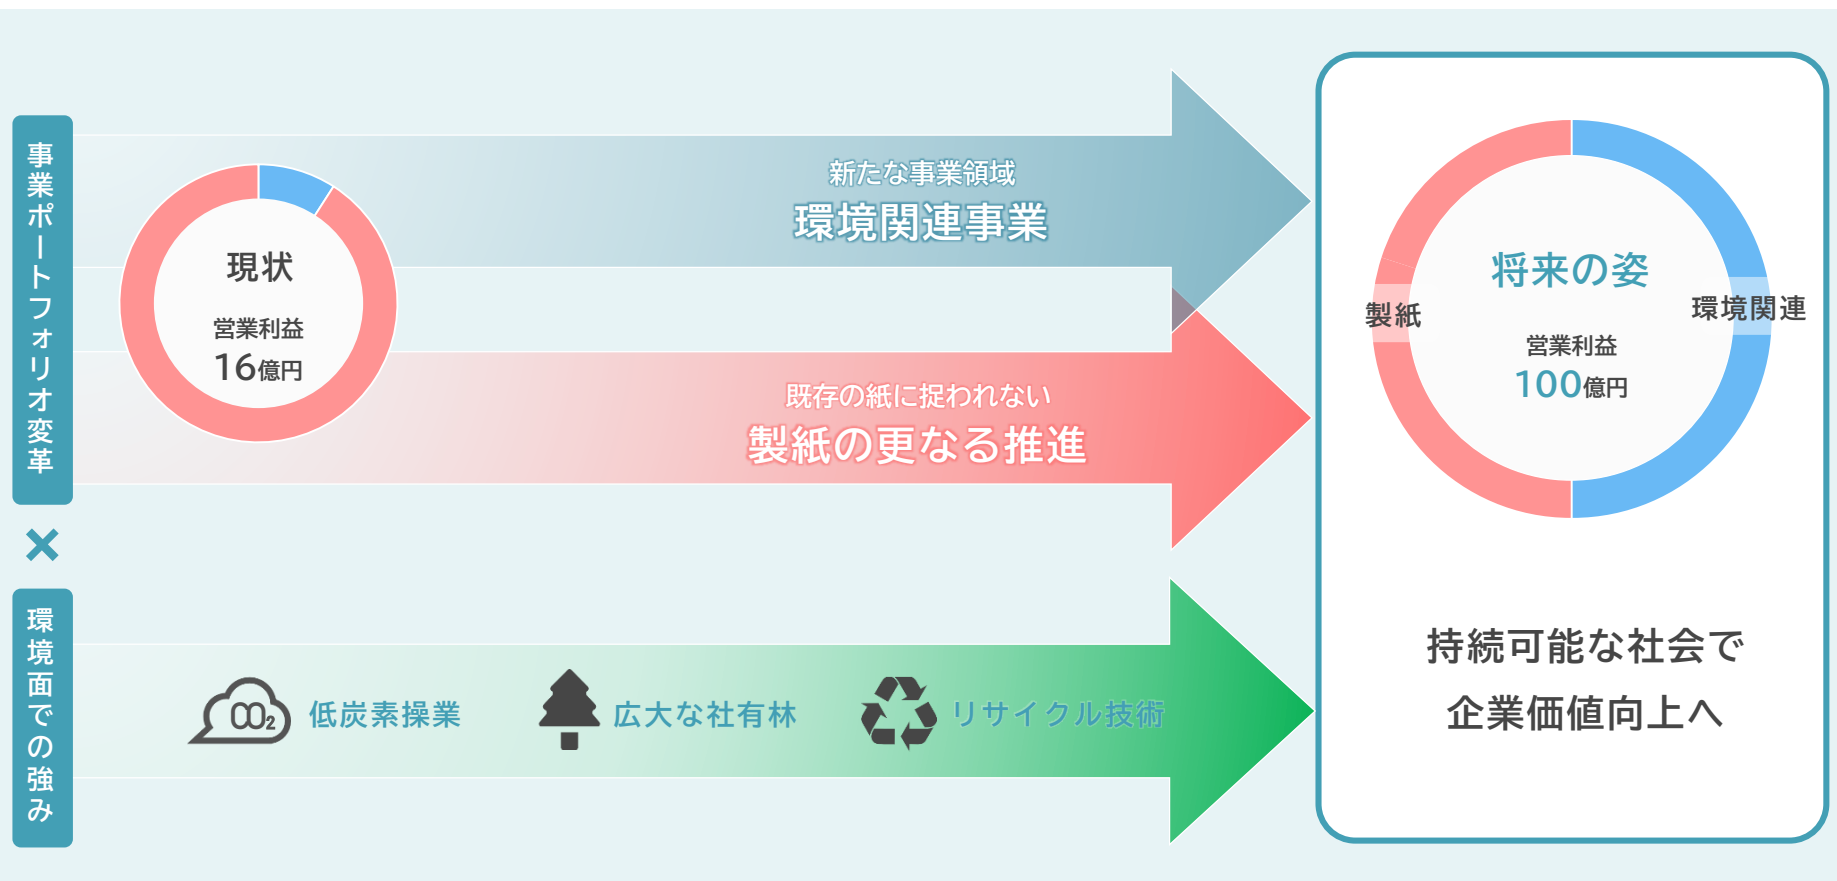 事業ポートフォリオ変革
×
環境面での強み
現状
営業利益
16億円
新たな事業領域
環境関連事業
既存の紙に捉われない
製紙の更なる推進
CO2
低炭素操業
広大な社有林
リサイクル技術
将来の姿
営業利益
100億円
製紙
環境関連
持続可能な社会で
企業価値向上へ